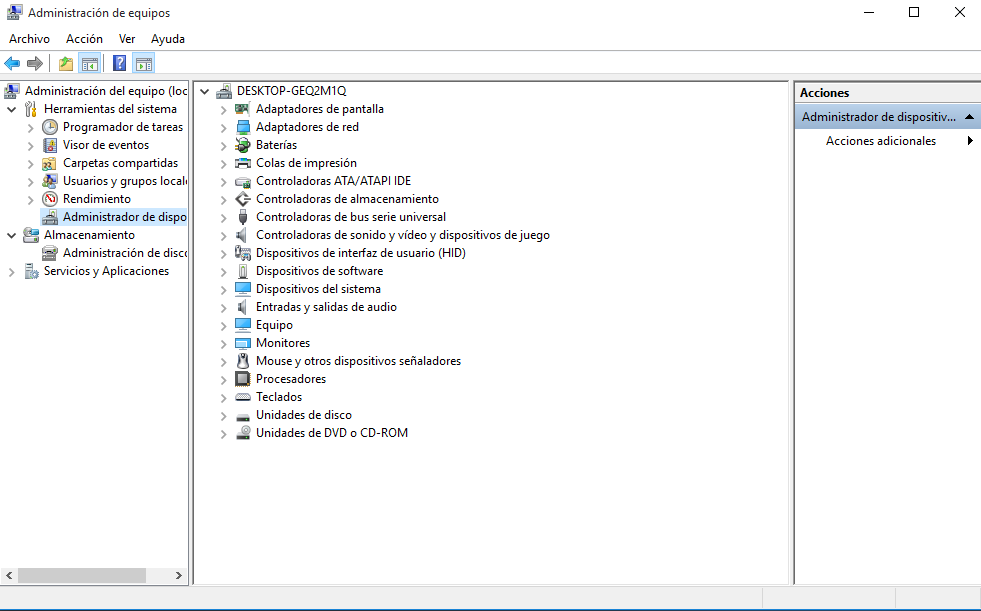 Administración de equipos
Archivo Acción Ver Ayuda
Administración del equipo (loc
Herramientas del sistema
Programador de tareas
Visor de eventos
Carpetas compartidas
Usuarios y grupos local
Rendimiento
Administrador de dispo
Almacenamiento
Administración de disc
Servicios y Aplicaciones
DESKTOP-GEQ2M1Q
Adaptadores de pantalla
Adaptadores de red
Baterías
Colas de impresión
Controladoras ATA/ATAPI IDE
Controladoras de almacenamiento
Controladoras de bus serie universal
Controladoras de sonido y vídeo y dispositivos de juego
Dispositivos de interfaz de usuario (HID)
Dispositivos de software
Dispositivos del sistema
Entradas y salidas de audio
Equipo
Monitores
Mouse y otros dispositivos señaladores
Procesadores
Teclados
Unidades de disco
Unidades de DVD o CD-ROM
Acciones
Administrador de dispositiv...
Acciones adicionales